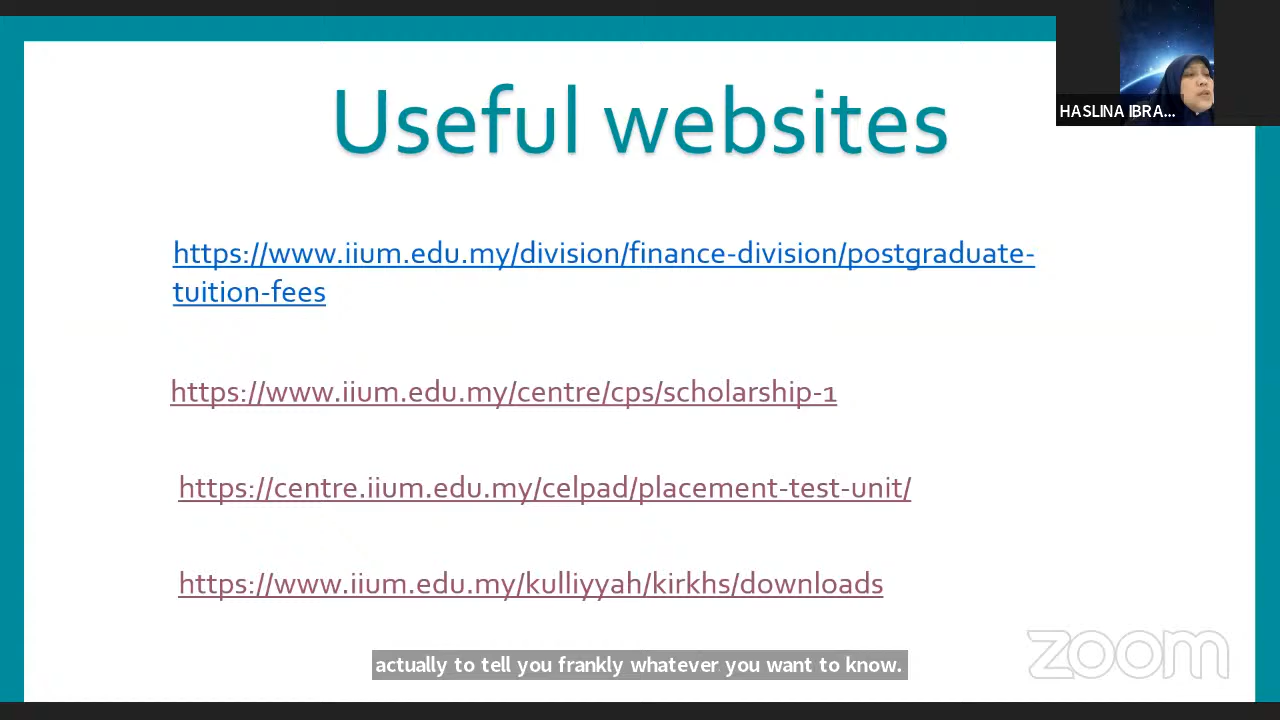 Useful websites
HASLINA IBRA...
https://www.iium.edu.my/division/finance-division/postgraduate-
tuition-fees
https://www.iium.edu.my/centre/cps/scholarship-1
https://centre.iium.edu.my/celpad/placement-test-unit/
https://www.iium.edu.my/kulliyyah/kirkhs/downloads
actually to tell you frankly whatever you want to know.
zoom